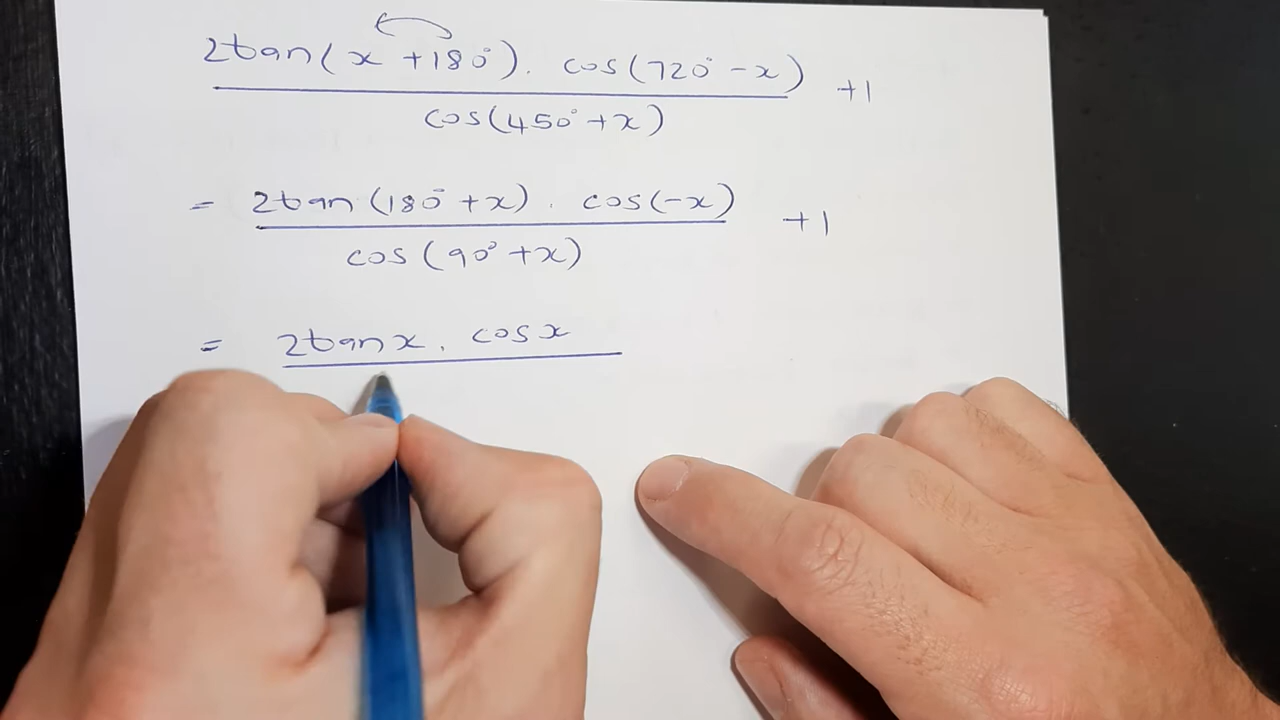 2tan(x +180°). cos(720° -x)
cos(450° +x)
+1
= 2tan(180° +x) . cos(-x)
cos(90° +x)
+1
= 2tanx . cosx